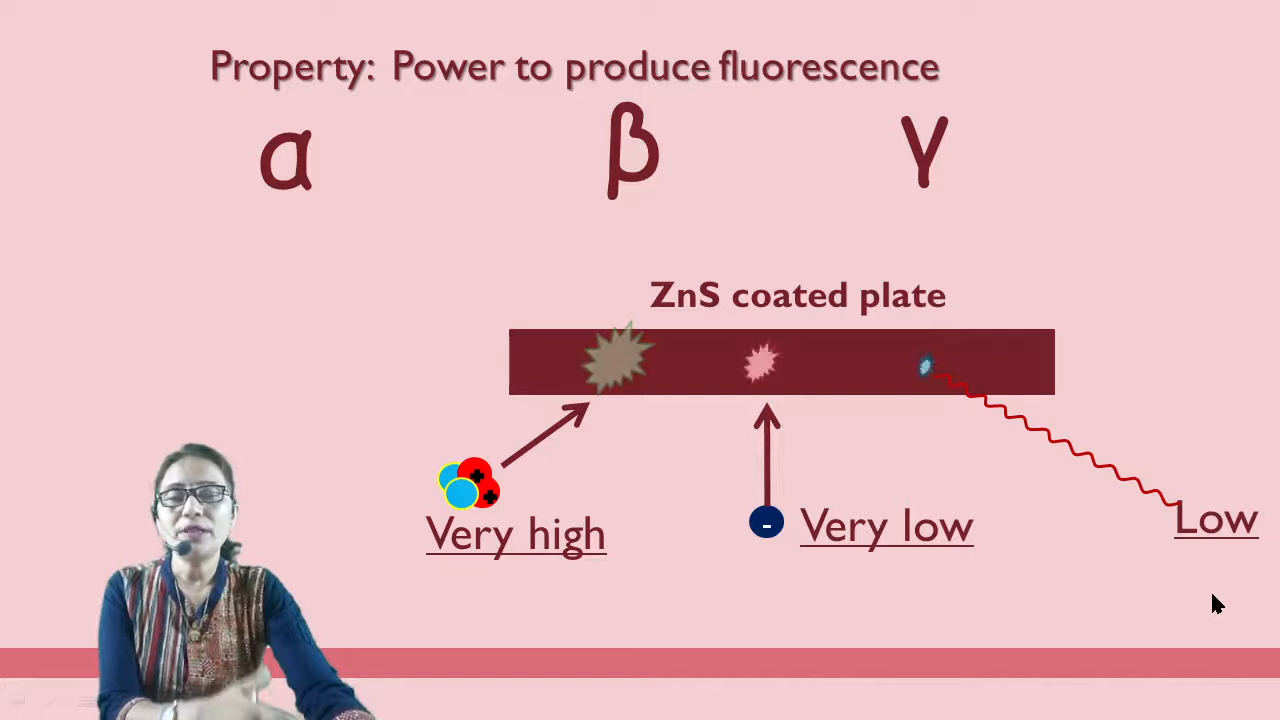 Property: Power to produce fluorescence
α β γ
ZnS coated plate
+
+
-
Very high
Very low
Low